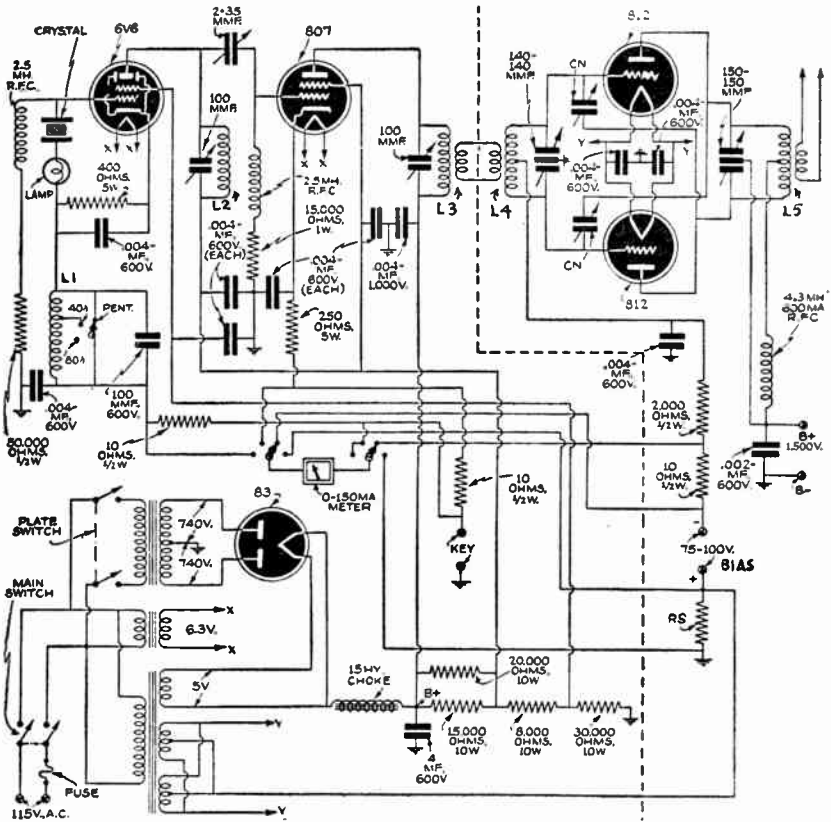 CRYSTAL
6V6
2-35
MMF.
807
812
2.5
MH.
R.F.C.
140-
140
MMF.
CN
150-
150
MMF.
100
MMF.
100
MMF.
.004-
MF.
600V.
Y
Y
.004-
MF.
600V.
X
X
X
X
LAMP
400
OHMS,
5W.
L2
2.5 MH.
R.F.C
L3
L4
L5
15,000
OHMS,
1W.
.004-
MF,
600V.
.004-
MF,
600V.
(EACH)
.004-
MF,
600V.
(EACH)
.004-
MF,
1,000V.
CN
812
L1
40M
80M
PENT.
250
OHMS,
5W.
4.3 MH
600MA
R.F.C
.004-
MF,
600V
100
MMF,
600V.
.004-
MF,
600V.
2,000
OHMS,
1/2W.
80,000
OHMS,
1/2W
10
OHMS,
1/2W.
B+
1,500V.
0-150MA
METER
10
OHMS,
1/2W.
10
OHMS,
1/2W.
.002-
MF,
600V.
B-
PLATE
SWITCH
740V.
740V.
83
KEY
-
75-100V.
BIAS
+
MAIN
SWITCH
X
6.3V.
X
RS
5V
15HY
CHOKE
20,000
OHMS,
10W
B+
15,000
OHMS,
10W
8,000
OHMS,
10W
30,000
OHMS,
10W
Y
4
MF,
600V
FUSE
115V, A.C.
Y